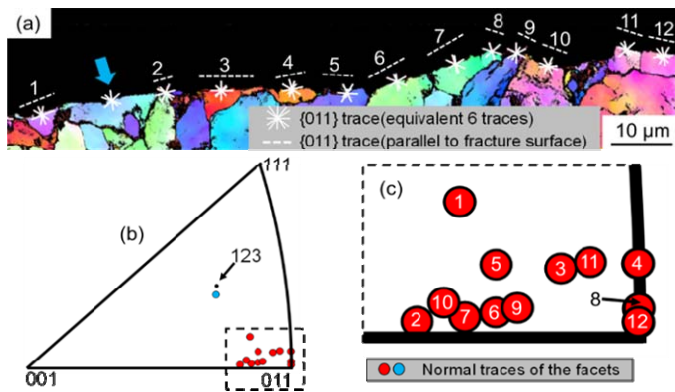 (a)
1 2 3 4 5 6 7 8 9 10 11 12
{011} trace(equivalent 6 traces)
{011} trace(parallel to fracture surface)
10 µm
(b)
111
123
001
011
(c)
1
5
3
11
4
8
10
2
7
6
9
12
Normal traces of the facets